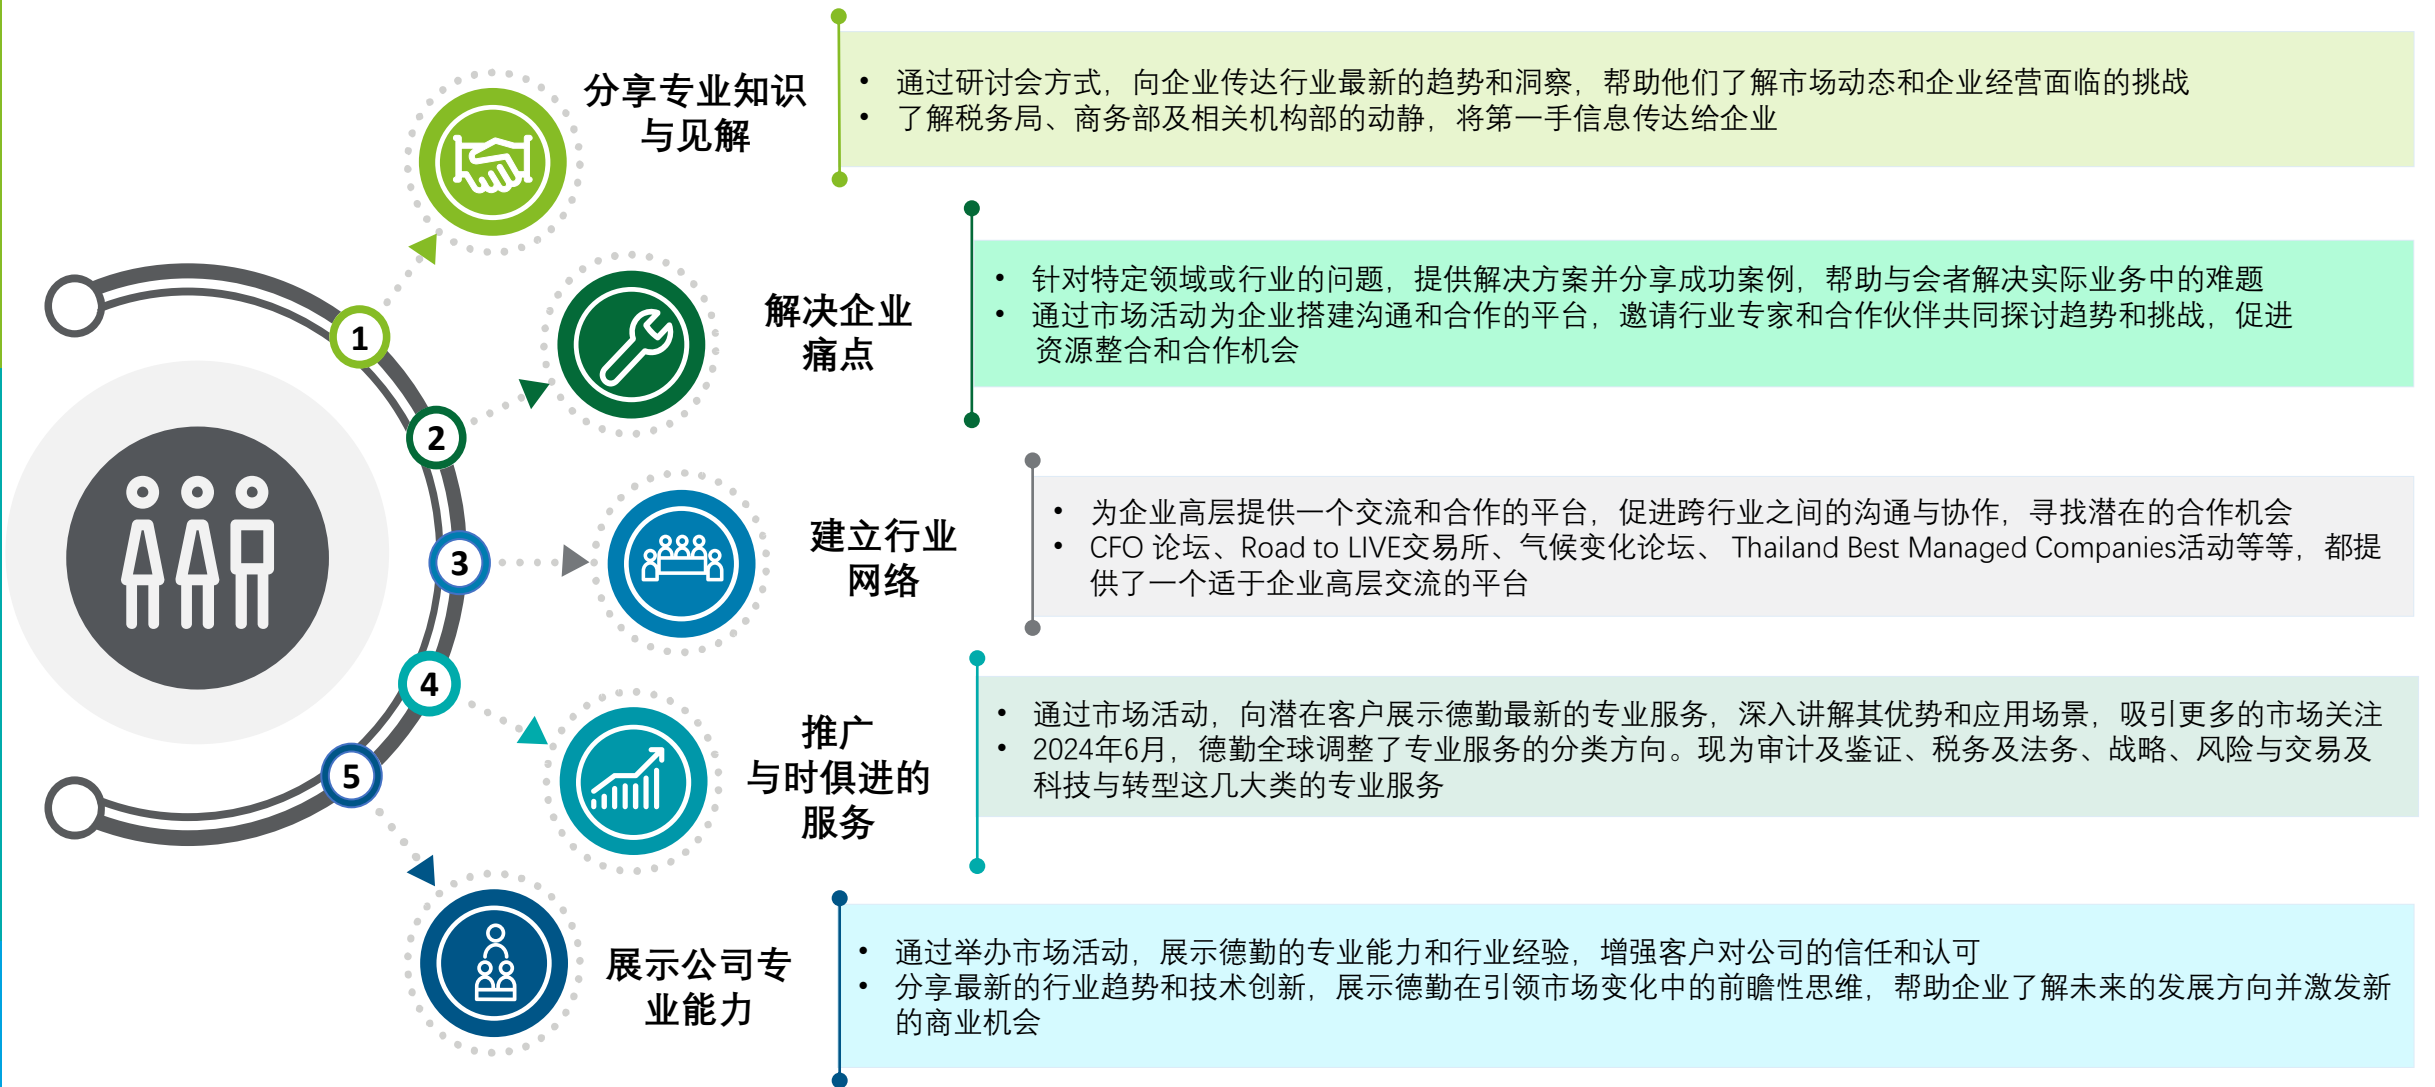 1
分享专业知识
与见解
• 通过研讨会方式，向企业传达行业最新的趋势和洞察，帮助他们了解市场动态和企业经营面临的挑战
• 了解税务局、商务部及相关机构部的动静，将第一手信息传达给企业
2
解决企业
痛点
• 针对特定领域或行业的问题，提供解决方案并分享成功案例，帮助与会者解决实际业务中的难题
• 通过市场活动为企业搭建沟通和合作的平台，邀请行业专家和合作伙伴共同探讨趋势和挑战，促进
资源整合和合作机会
3
建立行业
网络
• 为企业高层提供一个交流和合作的平台，促进跨行业之间的沟通与协作，寻找潜在的合作机会
• CFO 论坛、Road to LIVE交易所、气候变化论坛、 Thailand Best Managed Companies活动等等，都提
供了一个适于企业高层交流的平台
4
推广
与时俱进的
服务
• 通过市场活动，向潜在客户展示德勤最新的专业服务，深入讲解其优势和应用场景，吸引更多的市场关注
• 2024年6月，德勤全球调整了专业服务的分类方向。现为审计及鉴证、税务及法务、战略、风险与交易及
科技与转型这几大类的专业服务
5
展示公司专
业能力
• 通过举办市场活动，展示德勤的专业能力和行业经验，增强客户对公司的信任和认可
• 分享最新的行业趋势和技术创新，展示德勤在引领市场变化中的前瞻性思维，帮助企业了解未来的发展方向并激发新
的商业机会